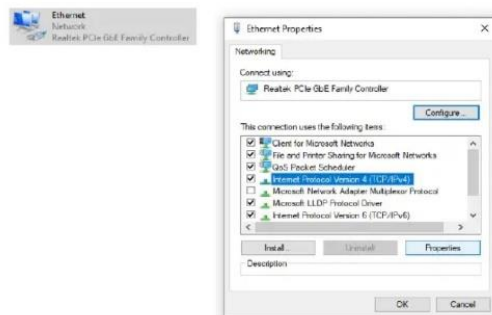 Ethernet
Network
Realtek PCIe GbE Family Controller
Ethernet Properties
Networking
Connect using:
Realtek PCIe GbE Family Controller
Configure...
This connection uses the following items:
Client for Microsoft Networks
File and Printer Sharing for Microsoft Networks
QoS Packet Scheduler
Internet Protocol Version 4 (TCP/IPv4)
Microsoft Network Adapter Multiplexor Protocol
Microsoft LLDP Protocol Driver
Internet Protocol Version 6 (TCP/IPv6)
Install...
Uninstall
Properties
Description
OK
Cancel